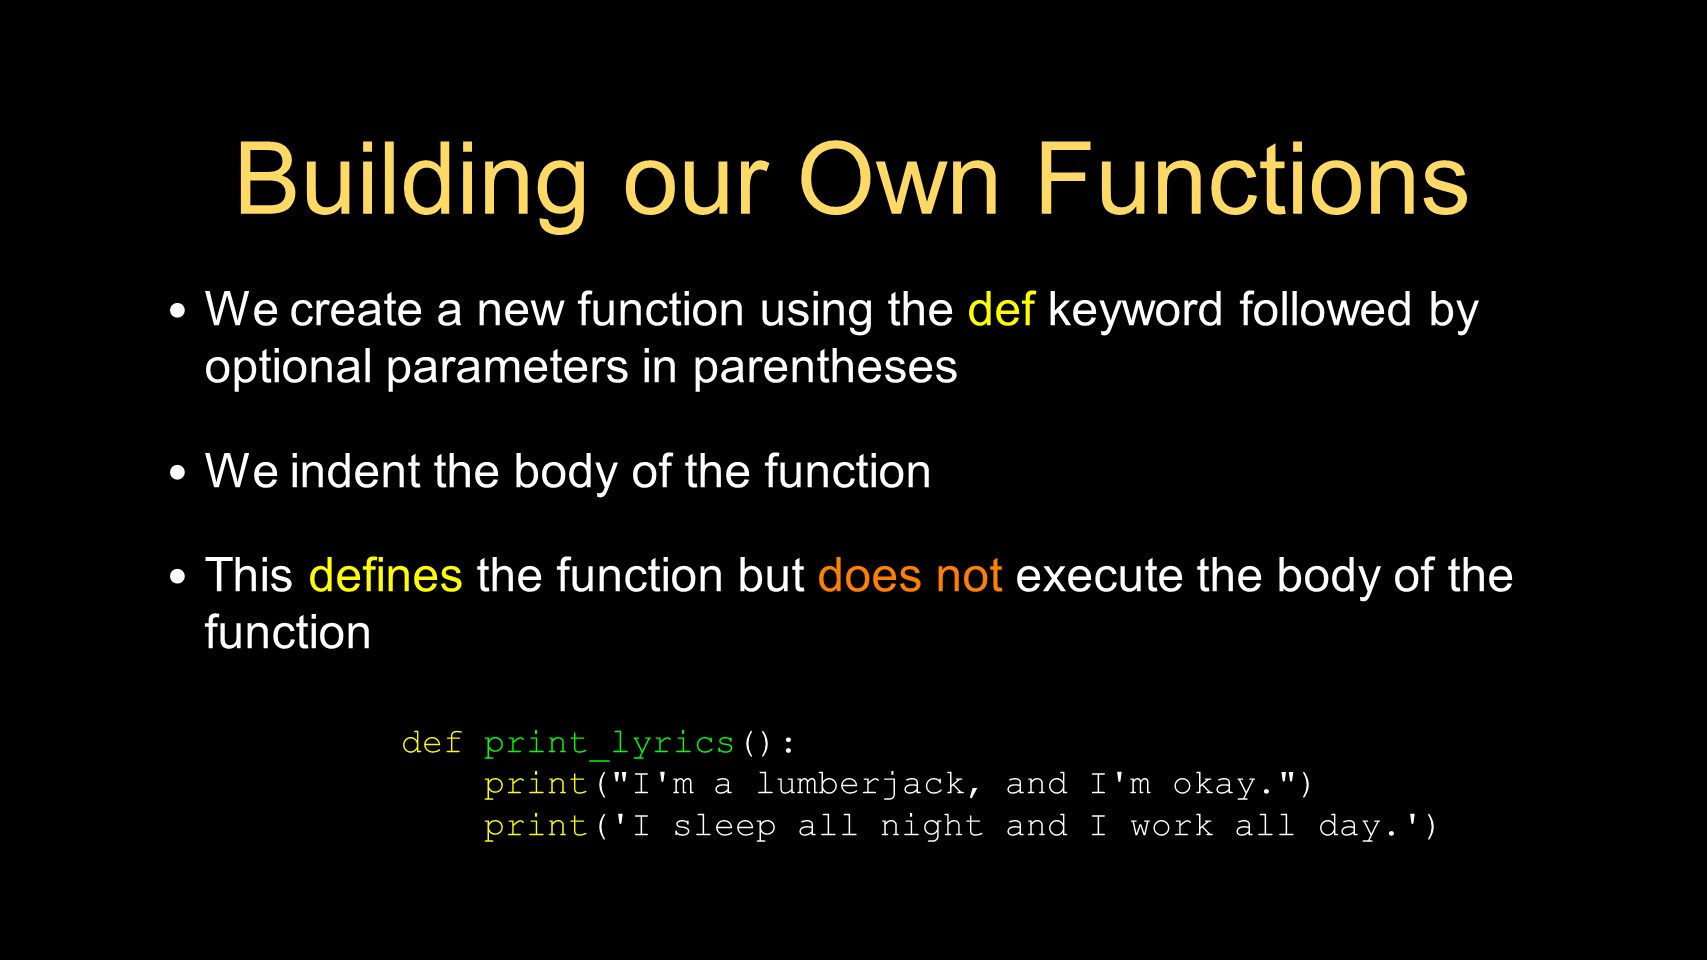 Building our Own Functions
• We create a new function using the def keyword followed by
optional parameters in parentheses
• We indent the body of the function
• This defines the function but does not execute the body of the
function
def print_lyrics():
    print("I'm a lumberjack, and I'm okay.")
    print('I sleep all night and I work all day.')